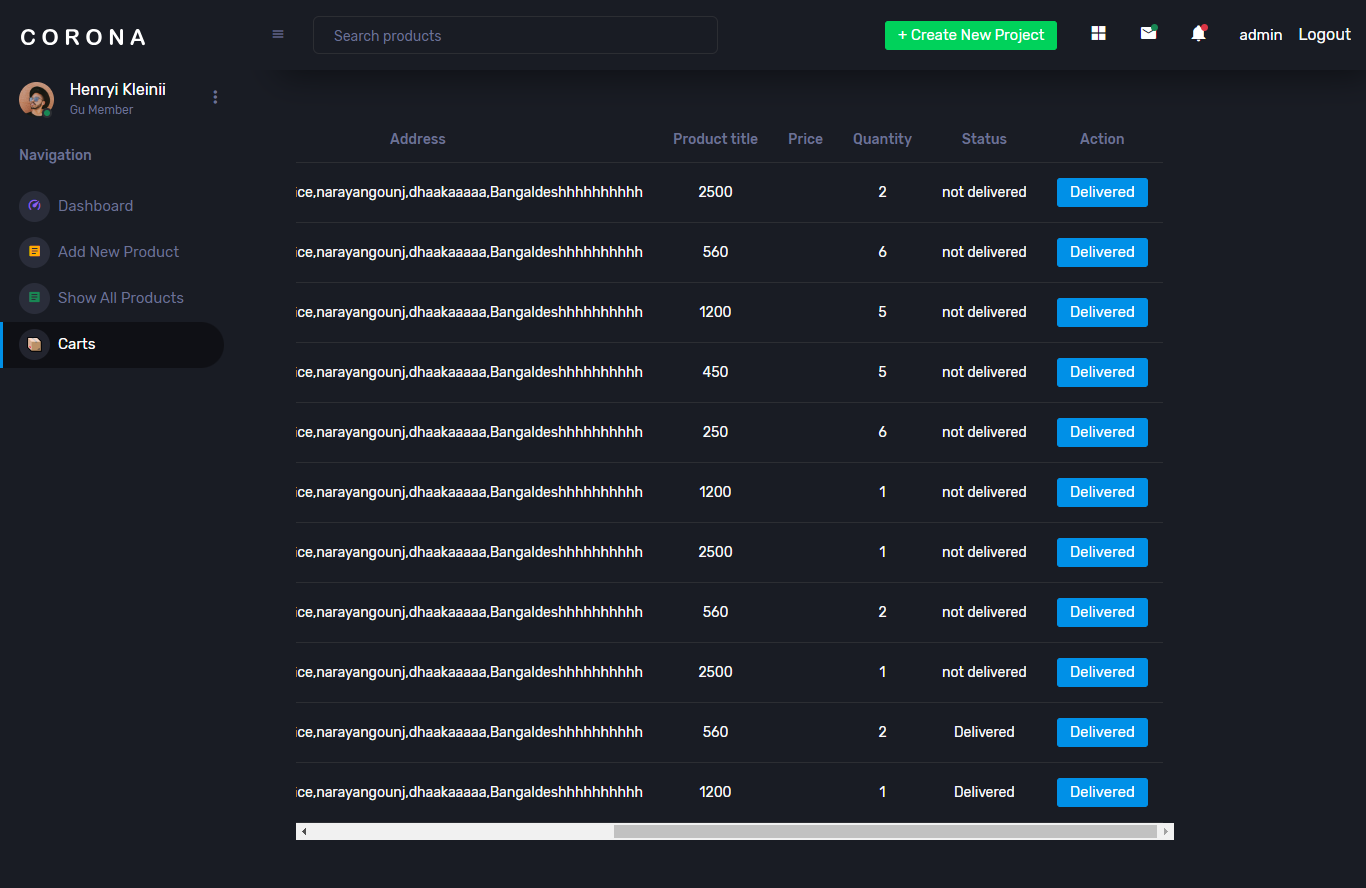 CORONA
Search products
+ Create New Project
admin
Logout
Henryi Kleinii
Gu Member
Navigation
Dashboard
Add New Product
Show All Products
Carts
Address Product title Price Quantity Status Action
ice,narayangounj,dhaakaaaaa,Bangaldeshhhhhhhhhh 2500 2 not delivered Delivered
ice,narayangounj,dhaakaaaaa,Bangaldeshhhhhhhhhh 560 6 not delivered Delivered
ice,narayangounj,dhaakaaaaa,Bangaldeshhhhhhhhhh 1200 5 not delivered Delivered
ice,narayangounj,dhaakaaaaa,Bangaldeshhhhhhhhhh 450 5 not delivered Delivered
ice,narayangounj,dhaakaaaaa,Bangaldeshhhhhhhhhh 250 6 not delivered Delivered
ice,narayangounj,dhaakaaaaa,Bangaldeshhhhhhhhhh 1200 1 not delivered Delivered
ice,narayangounj,dhaakaaaaa,Bangaldeshhhhhhhhhh 2500 1 not delivered Delivered
ice,narayangounj,dhaakaaaaa,Bangaldeshhhhhhhhhh 560 2 not delivered Delivered
ice,narayangounj,dhaakaaaaa,Bangaldeshhhhhhhhhh 2500 1 not delivered Delivered
ice,narayangounj,dhaakaaaaa,Bangaldeshhhhhhhhhh 560 2 Delivered Delivered
ice,narayangounj,dhaakaaaaa,Bangaldeshhhhhhhhhh 1200 1 Delivered Delivered